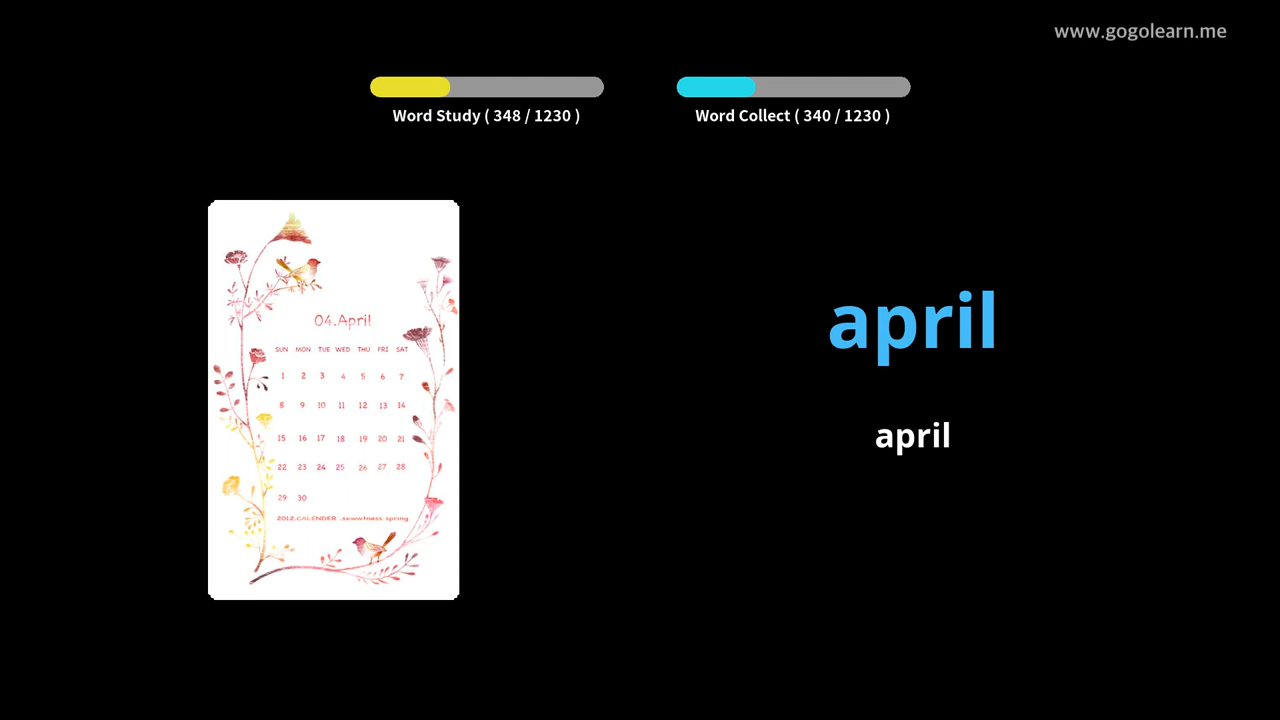 www.gogolearn.me
Word Study ( 348 / 1230 )
Word Collect ( 340 / 1230 )
04.April
SUN MON TUE WED THU FRI SAT
1 2 3 4 5 6 7
8 9 10 11 12 13 14
15 16 17 18 19 20 21
22 23 24 25 26 27 28
29 30
2012.CALENDER .sewwtness spring
april
april